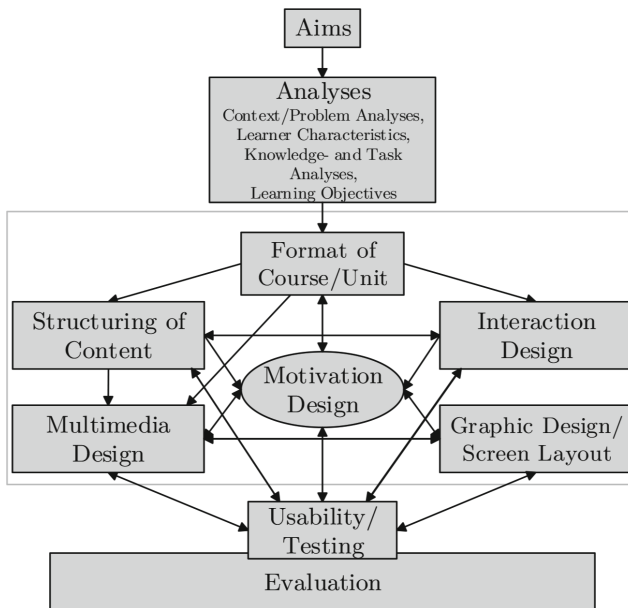 Aims
Analyses
Context/Problem Analyses,
Learner Characteristics,
Knowledge- and Task
Analyses,
Learning Objectives
Format of
Course/Unit
Structuring of
Content
Interaction
Design
Motivation
Design
Multimedia
Design
Graphic Design/
Screen Layout
Usability/
Testing
Evaluation